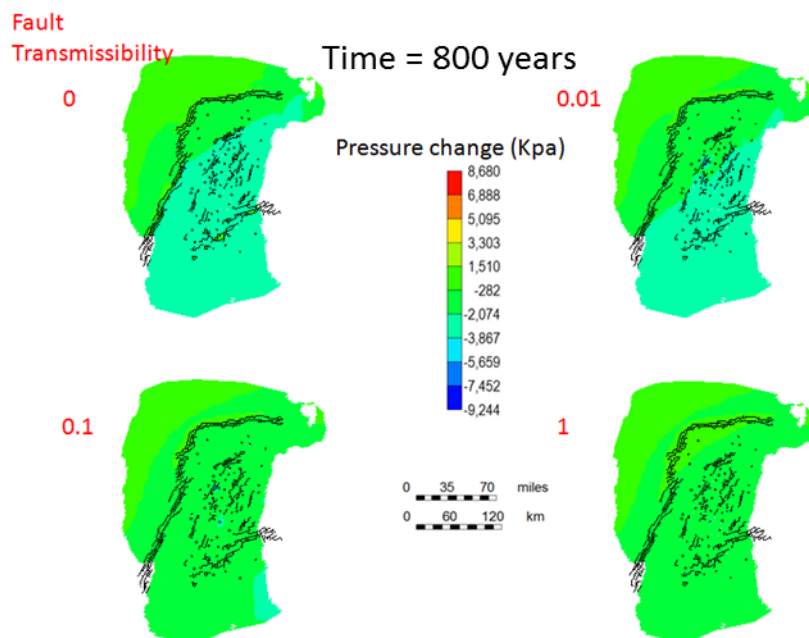 Fault
Transmissibility
Time = 800 years
0
0.01
Pressure change (Kpa)
8,680
6,888
5,095
3,303
1,510
-282
-2,074
-3,867
-5,659
-7,452
-9,244
0.1
1
0 35 70 miles
0 60 120 km